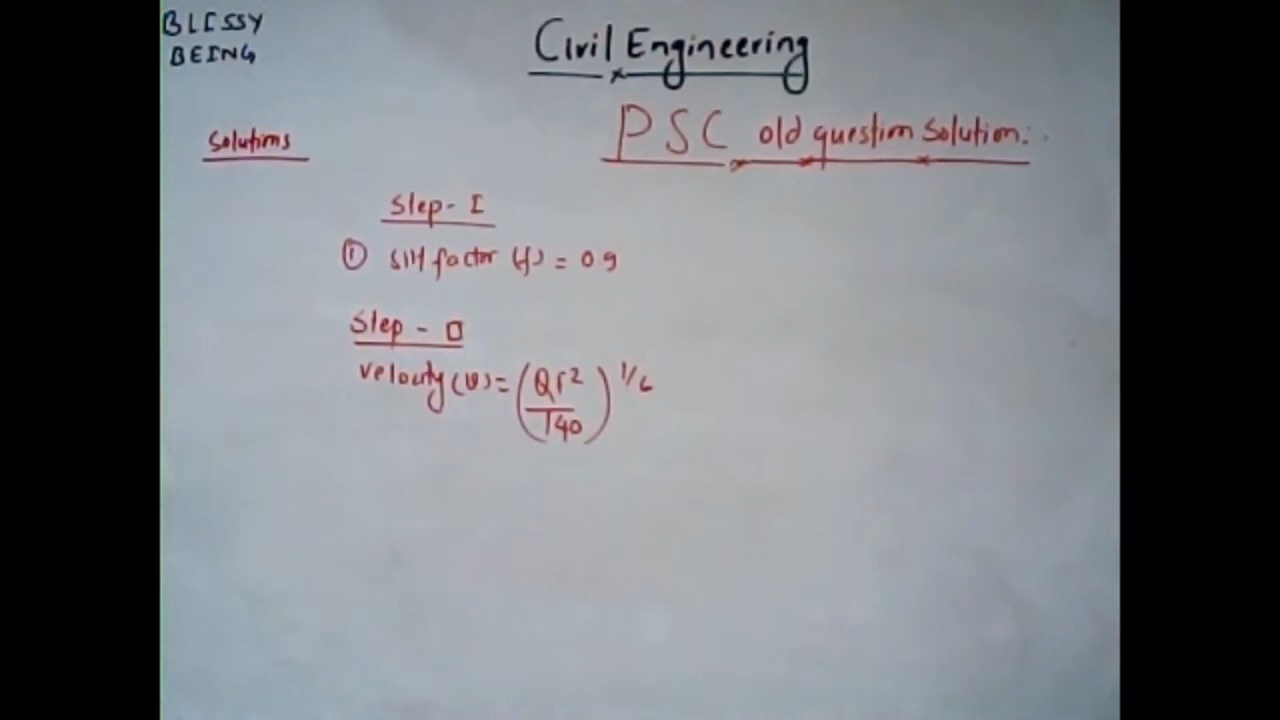 BLESSY
BEING
Civil Engineering
PSC old question solution..
Solutions
Step - I
① silt factor (f) = 0.9
Step - II
velocity (v) = (Qf²/140)^1/6